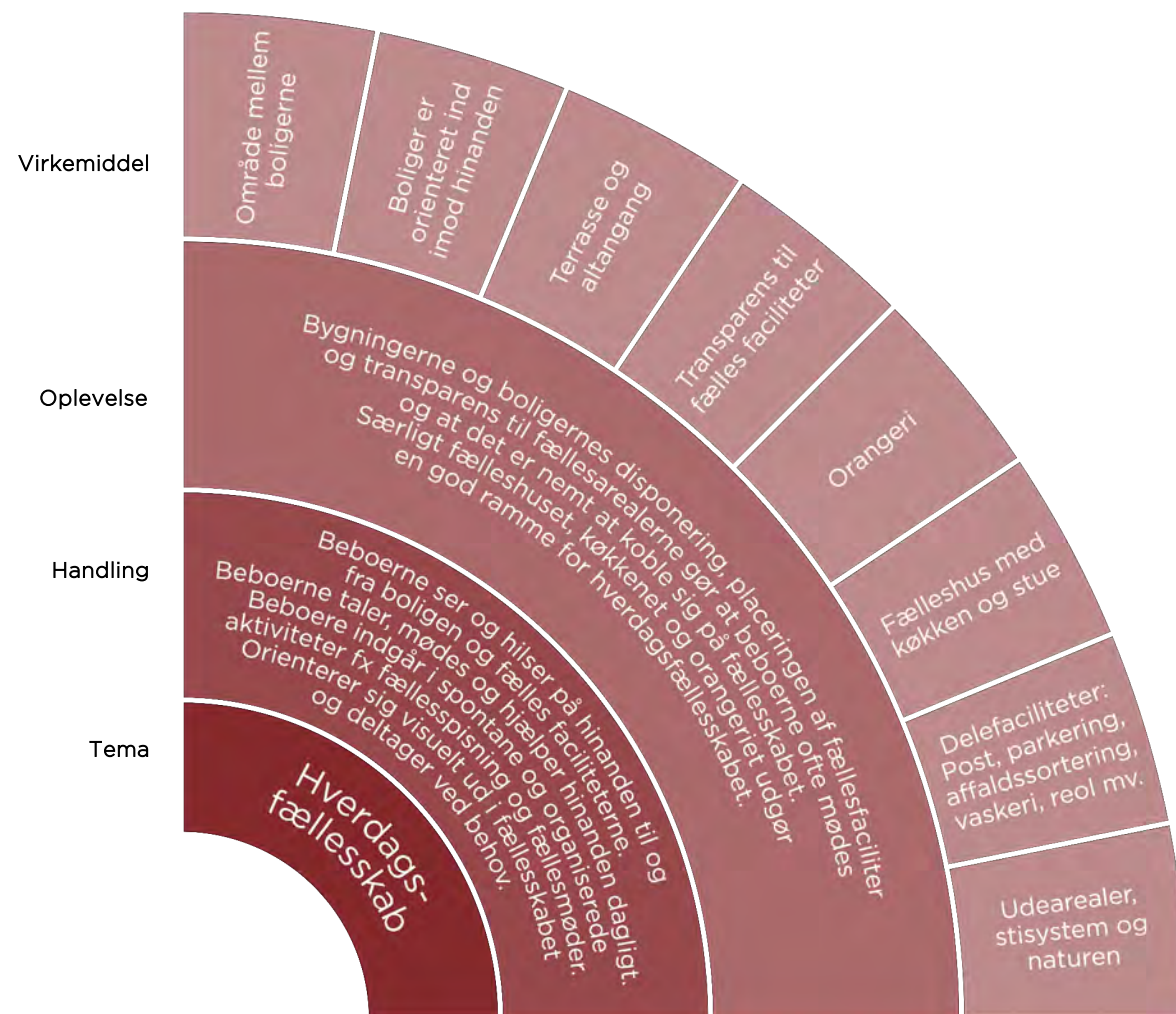 Virkemiddel
Område mellem
boligerne
Boliger er
orienteret ind
imod hinanden
Terrasse og
altangang
Transparens til
fælles faciliteter
Orangeri
Fælleshus med
køkken og stue
Delefaciliteter:
Post, parkering,
affaldssortering,
vaskeri, reol mv.
Udearealer,
stisystem og
naturen
Oplevelse
Bygningerne og boligernes disponering, placeringen af fællesfaciliter
og transparens til fællesarealerne gør at beboerne ofte mødes
og at det er nemt at koble sig på fællesskabet.
Særligt fælleshuset, køkkenet og orangeriet udgør
en god ramme for hverdagsfællesskabet.
Handling
Beboerne ser og hilser på hinanden til og
fra boligen og fælles faciliteterne.
Beboerne taler, mødes og hjælper hinanden dagligt.
Beboere indgår i spontane og organiserede
aktiviteter fx fællesspisning og fællesmøder.
Orienterer sig visuelt ud i fællesskabet
og deltager ved behov.
Tema
Hverdags-
fællesskab